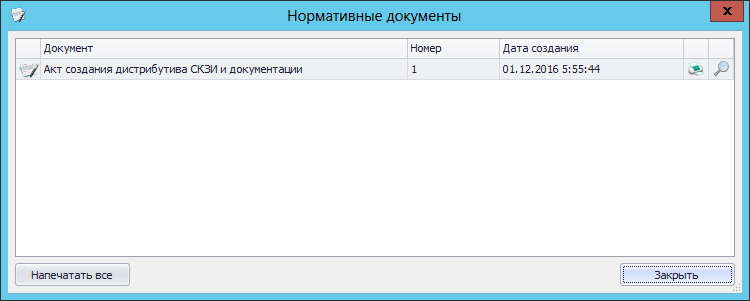 Нормативные документы
Документ Номер Дата создания
Акт создания дистрибутива СКЗИ и документации 1 01.12.2016 5:55:44
Напечатать все Закрыть